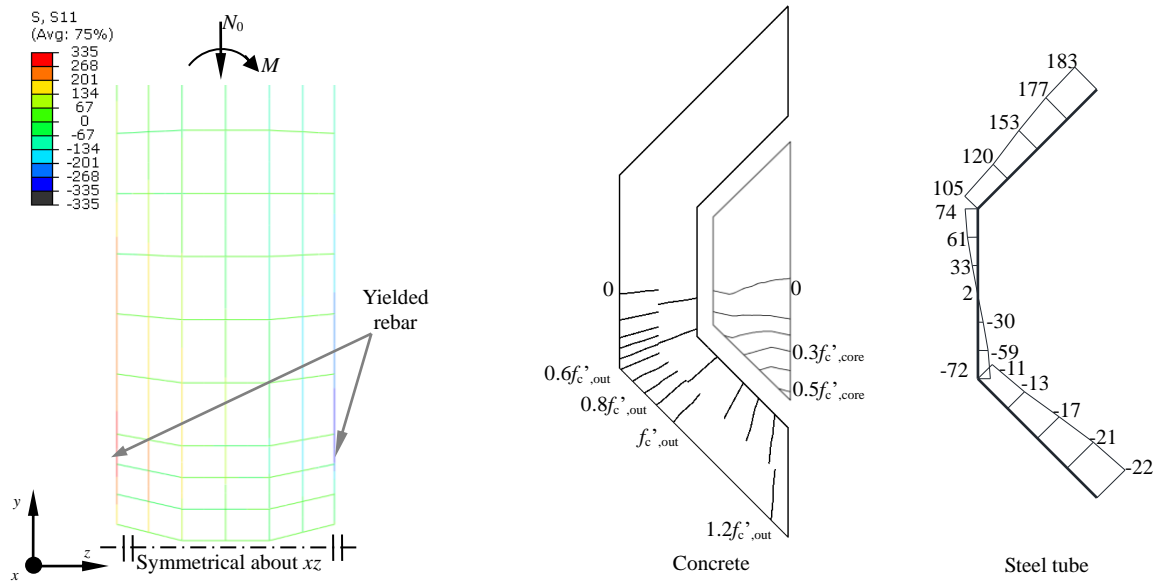 S, S11
(Avg: 75%)
335
268
201
134
67
0
-67
-134
-201
-268
-335
-335
N0
M
Yielded
rebar
y
z
x
Symmetrical about xz
0
0
0.3fc’,core
0.5fc’,core
0.6fc’,out
0.8fc’,out
fc’,out
1.2fc’,out
Concrete
183
177
153
120
105
74
61
33
2
-30
-59
-72
-11
-13
-17
-21
-22
Steel tube